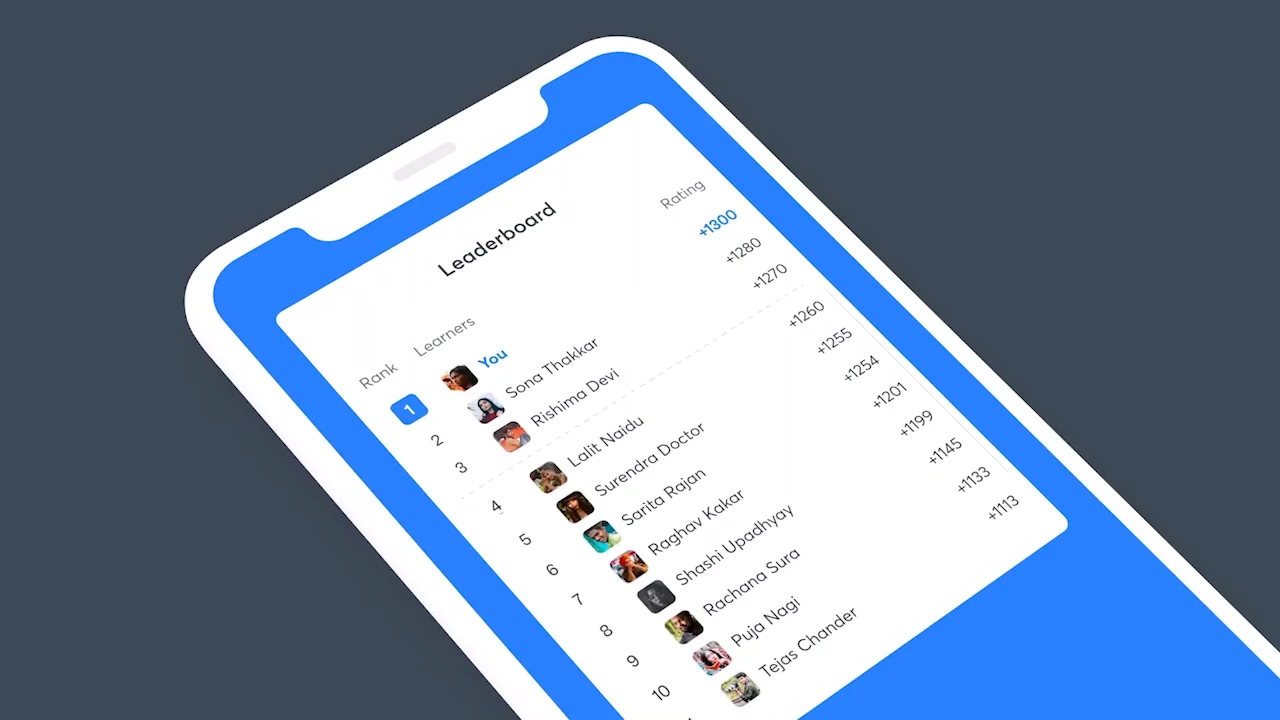 Leaderboard
Rank Learners Rating
1 You +1300
2 Sona Thakkar +1280
3 Rishima Devi +1270
4 Lalit Naidu +1260
5 Surendra Doctor +1255
6 Sarita Rajan +1254
7 Raghav Kakar +1201
8 Shashi Upadhyay +1199
9 Rachana Sura +1145
10 Puja Nagi +1133
Tejas Chander +1113